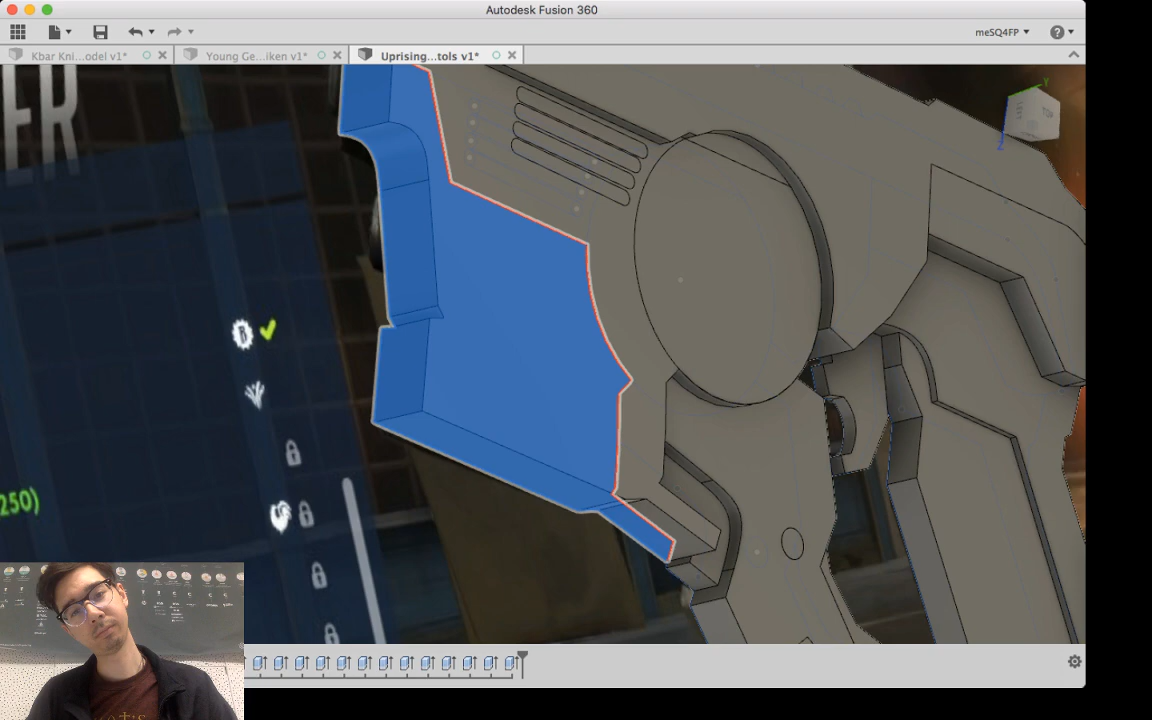 Autodesk Fusion 360
meSQ4FP
Kbar Kni...odel v1*
Young Ge...iken v1*
Uprising...tols v1*
ER
250)